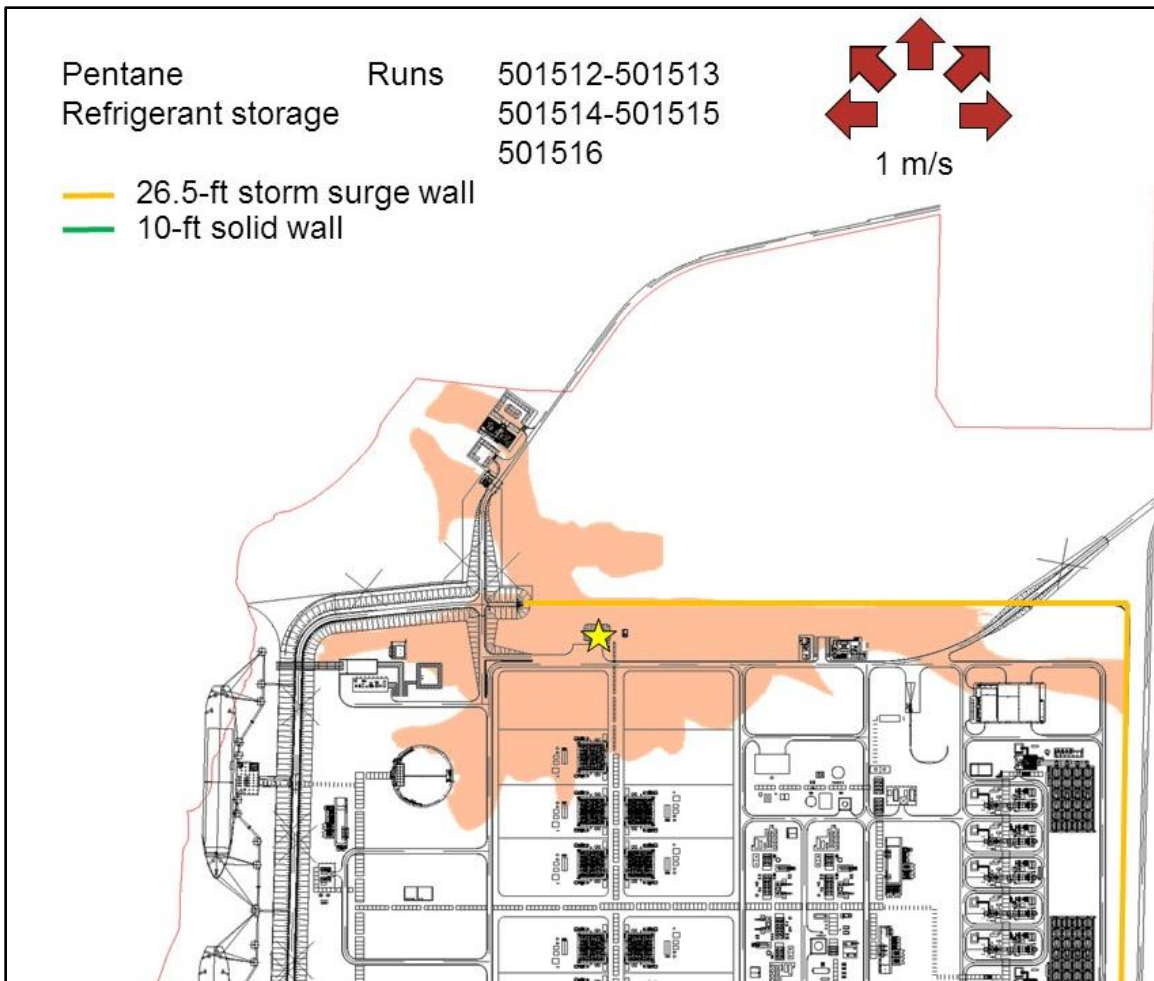 Pentane Runs 501512-501513
Refrigerant storage 501514-501515
501516
1 m/s
26.5-ft storm surge wall
10-ft solid wall